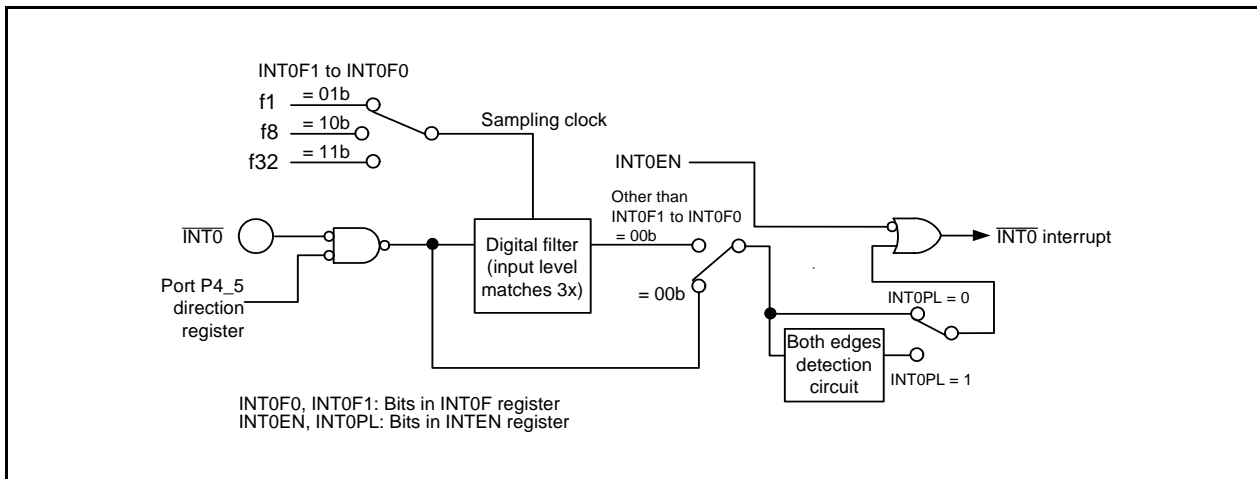 INT0F1 to INT0F0
f1
= 01b
f8
= 10b
f32
= 11b
Sampling clock
INT0EN
Other than
INT0F1 to INT0F0
= 00b
INT0
Port P4_5
direction
register
Digital filter
(input level
matches 3x)
= 00b
INT0 interrupt
INT0PL = 0
Both edges
detection
circuit
INT0PL = 1
INT0F0, INT0F1: Bits in INT0F register
INT0EN, INT0PL: Bits in INTEN register